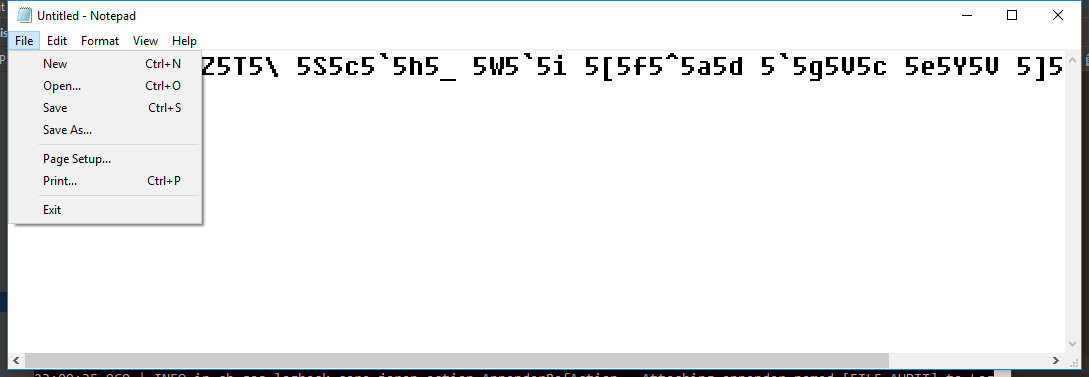 Untitled - Notepad
File Edit Format View Help
Z5T5\ 5S5c5`5h5_ 5W5`5i 5[5f5^5a5d 5`5g5V5c 5e5Y5V 5]5
New Ctrl+N
Open... Ctrl+O
Save Ctrl+S
Save As...
Page Setup...
Print... Ctrl+P
Exit